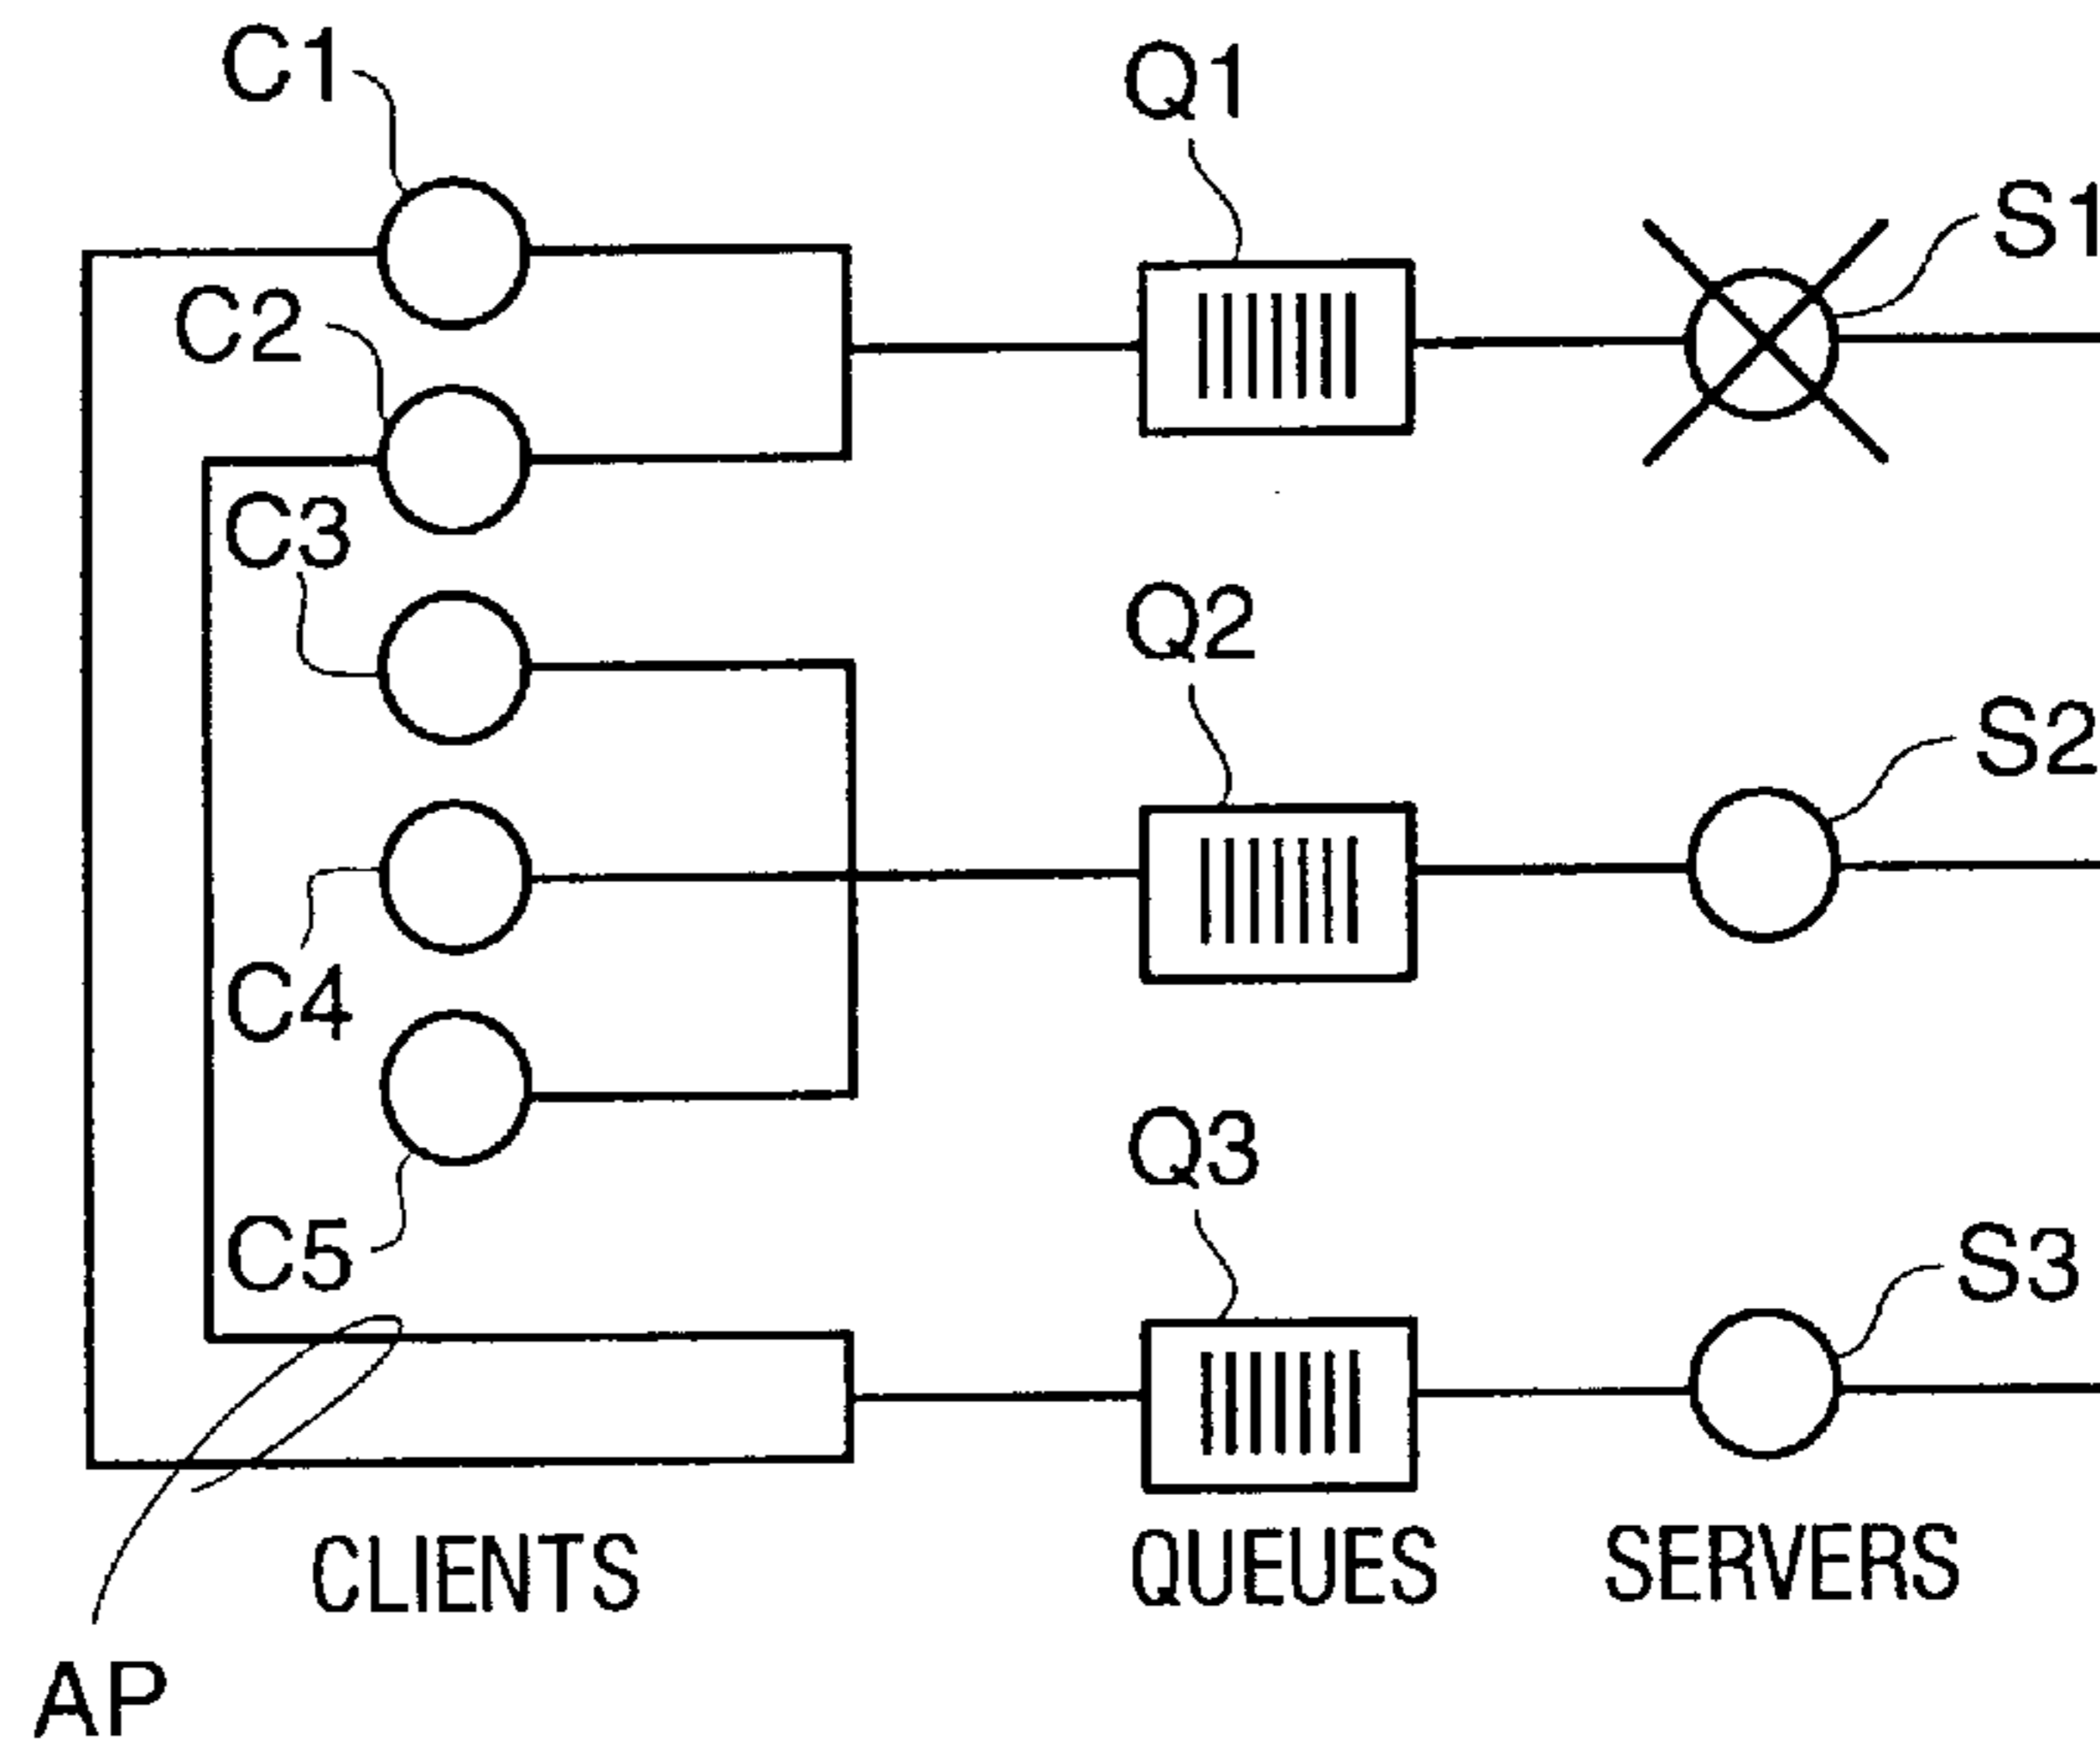 C1
Q1
S1
C2
C3
Q2
S2
C4
Q3
C5
S3
CLIENTS
QUEUES
SERVERS
AP